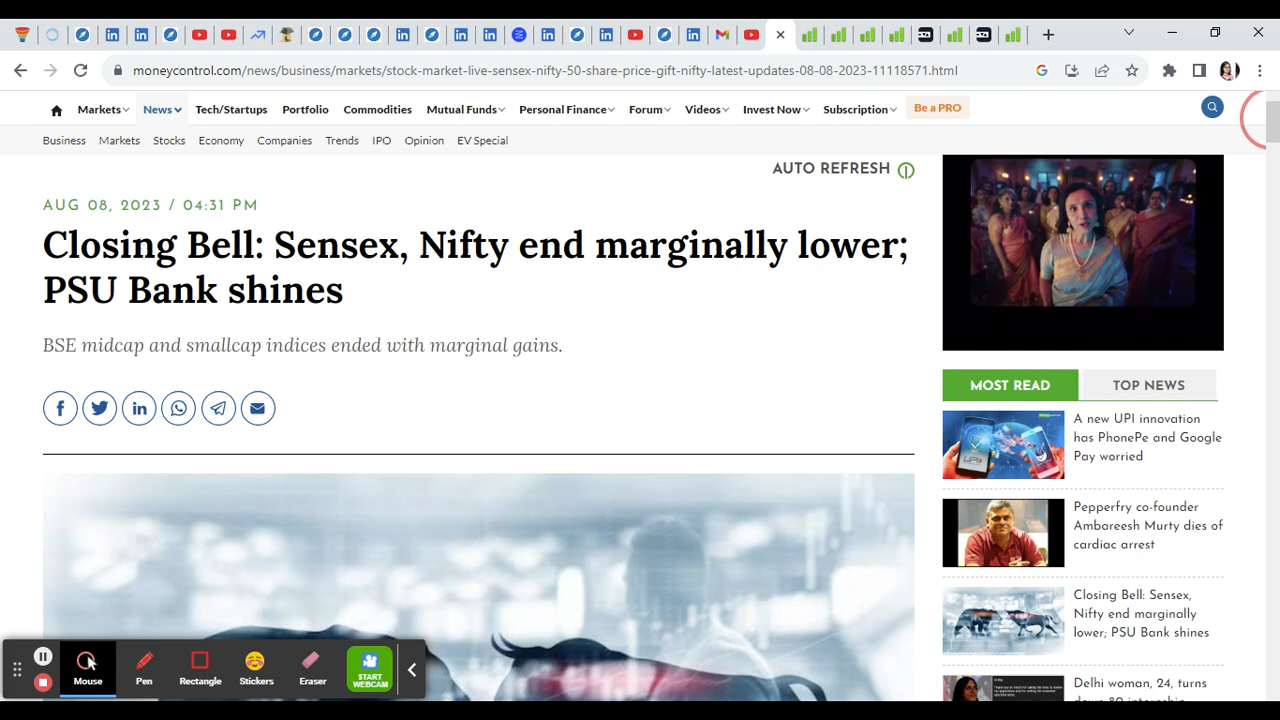 moneycontrol.com/news/business/markets/stock-market-live-sensex-nifty-50-share-price-gift-nifty-latest-updates-08-08-2023-11118571.html
Markets News Tech/Startups Portfolio Commodities Mutual Funds Personal Finance Forum Videos Invest Now Subscription Be a PRO
Business Markets Stocks Economy Companies Trends IPO Opinion EV Special
AUTO REFRESH
AUG 08, 2023 / 04:31 PM
Closing Bell: Sensex, Nifty end marginally lower;
PSU Bank shines
BSE midcap and smallcap indices ended with marginal gains.
MOST READ TOP NEWS
A new UPI innovation
has PhonePe and Google
Pay worried
Pepperfry co-founder
Ambareesh Murty dies of
cardiac arrest
Closing Bell: Sensex,
Nifty end marginally
lower; PSU Bank shines
Delhi woman, 24, turns
Mouse Pen Rectangle Stickers Eraser
START
WEBCAM